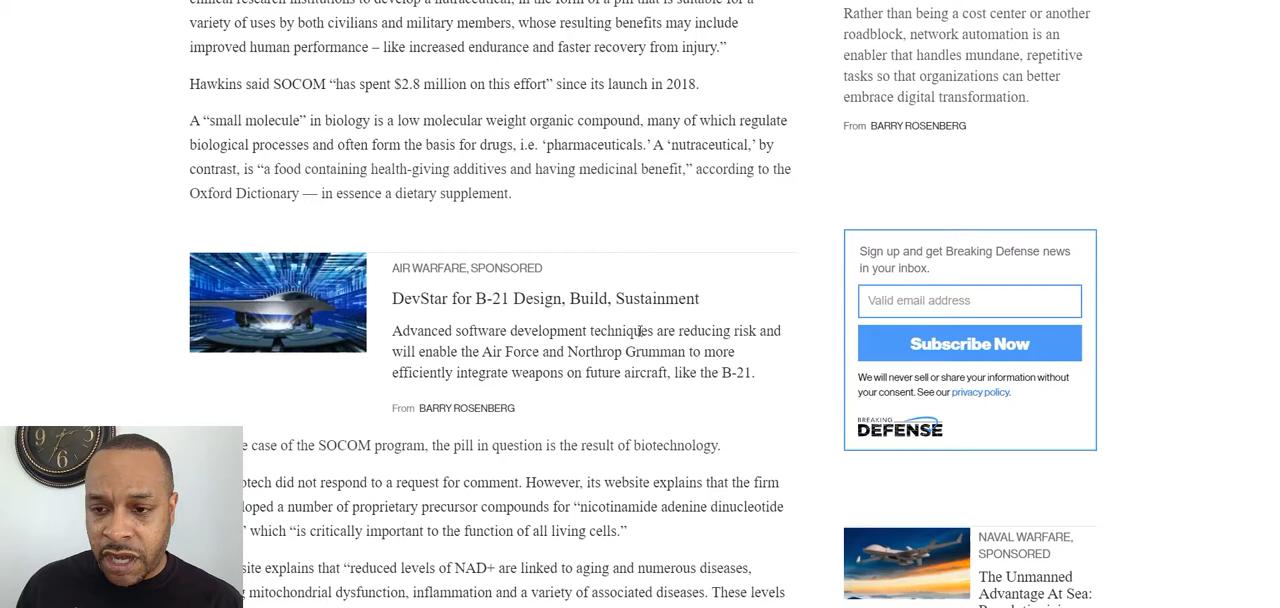 clinical research institutions to develop a nutraceutical, in the form of a pill that is suitable for a
variety of uses by both civilians and military members, whose resulting benefits may include
improved human performance – like increased endurance and faster recovery from injury.”
Hawkins said SOCOM “has spent $2.8 million on this effort” since its launch in 2018.
A “small molecule” in biology is a low molecular weight organic compound, many of which regulate
biological processes and often form the basis for drugs, i.e. ‘pharmaceuticals.’ A ‘nutraceutical,’ by
contrast, is “a food containing health-giving additives and having medicinal benefit,” according to the
Oxford Dictionary — in essence a dietary supplement.
AIR WARFARE, SPONSORED
DevStar for B-21 Design, Build, Sustainment
Advanced software development techniques are reducing risk and
will enable the Air Force and Northrop Grumman to more
efficiently integrate weapons on future aircraft, like the B-21.
From BARRY ROSENBERG
case of the SOCOM program, the pill in question is the result of biotechnology.
did not respond to a request for comment. However, its website explains that the firm
a number of proprietary precursor compounds for “nicotinamide adenine dinucleotide
which “is critically important to the function of all living cells.”
explains that “reduced levels of NAD+ are linked to aging and numerous diseases,
mitochondrial dysfunction, inflammation and a variety of associated diseases. These levels
Rather than being a cost center or another
roadblock, network automation is an
enabler that handles mundane, repetitive
tasks so that organizations can better
embrace digital transformation.
From BARRY ROSENBERG
Sign up and get Breaking Defense news
in your inbox.
Valid email address
Subscribe Now
We will never sell or share your information without
your consent. See our privacy policy.
BREAKING
DEFENSE
NAVAL WARFARE,
SPONSORED
The Unmanned
Advantage At Sea: